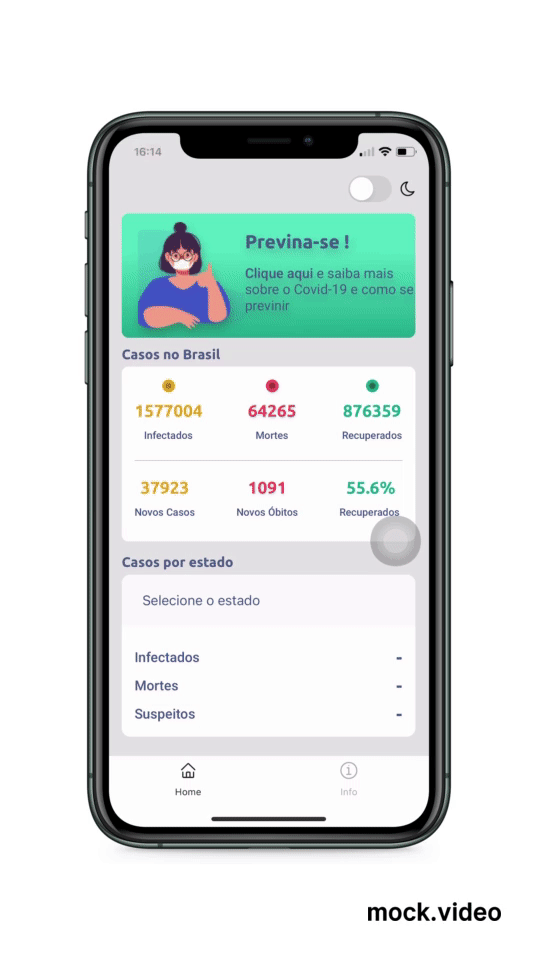 16:14
Previna-se !
Clique aqui e saiba mais
sobre o Covid-19 e como se
previnir
Casos no Brasil
1577004 64265 876359
Infectados Mortes Recuperados
37923 1091 55.6%
Novos Casos Novos Óbitos Recuperados
Casos por estado
Selecione o estado
Infectados -
Mortes -
Suspeitos -
Home Info
mock.video